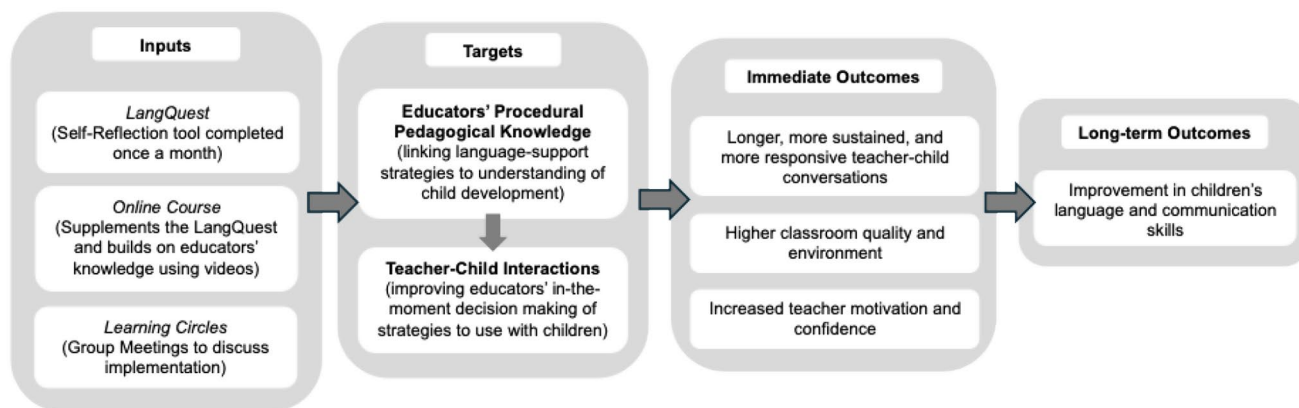 Inputs
LangQuest
(Self-Reflection tool completed
once a month)
Online Course
(Supplements the LangQuest
and builds on educators'
knowledge using videos)
Learning Circles
(Group Meetings to discuss
implementation)
Targets
Educators' Procedural
Pedagogical Knowledge
(linking language-support
strategies to understanding of
child development)
Teacher-Child Interactions
(improving educators' in-the-
moment decision making of
strategies to use with children)
Immediate Outcomes
Longer, more sustained, and
more responsive teacher-child
conversations
Higher classroom quality and
environment
Increased teacher motivation and
confidence
Long-term Outcomes
Improvement in children's
language and communication
skills